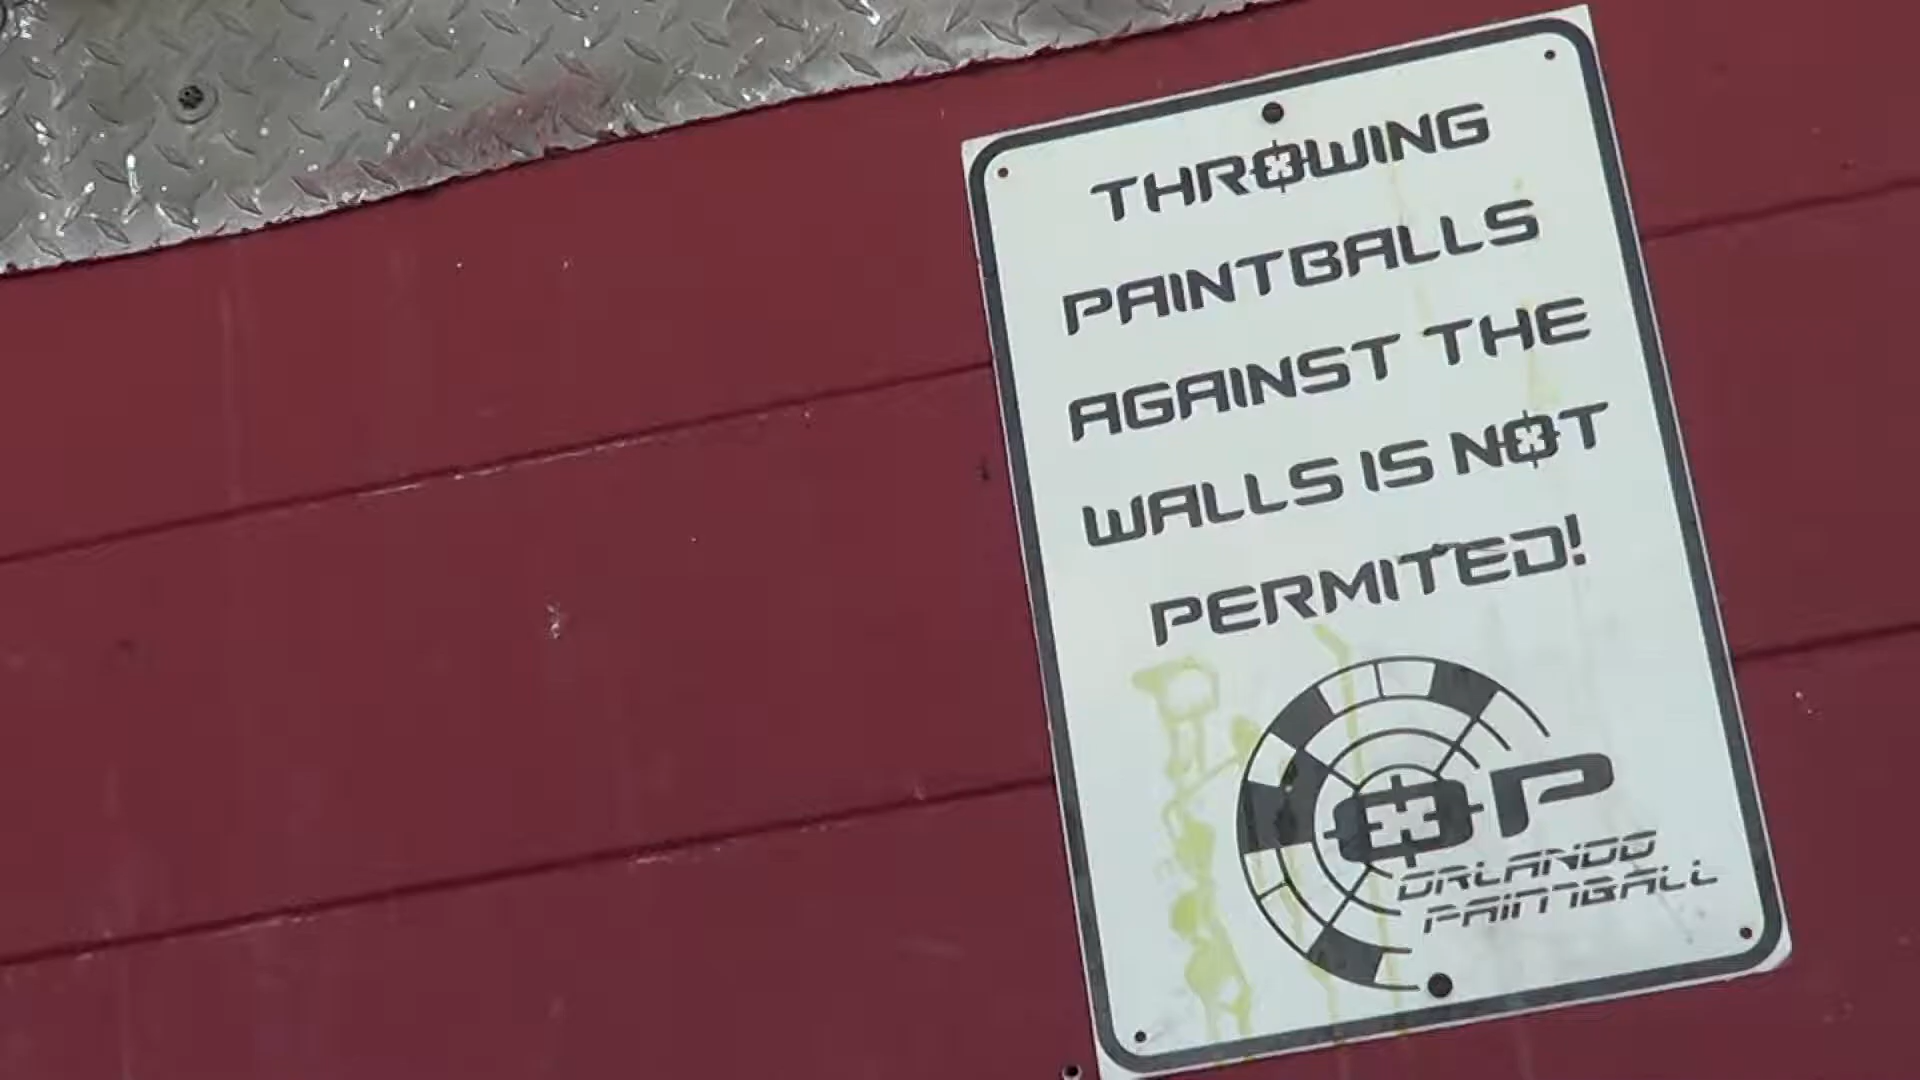 THROWING
PAINTBALLS
AGAINST THE
WALLS IS NOT
PERMITED!
OP
ORLANDO
PAINTBALL